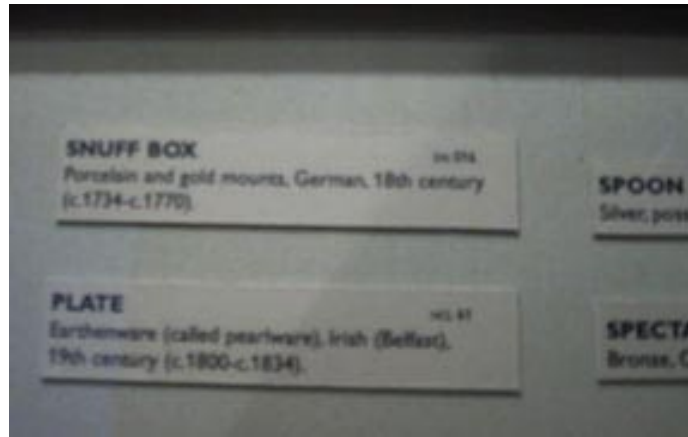 SNUFF BOX
Porcelain and gold mounts, German, 18th century
(c.1734-c.1770).
PLATE
Earthenware (called pearlware), Irish (Belfast),
19th century (c.1800-c.1834).
SPOON
Silver,
SPECTA
Bronze,